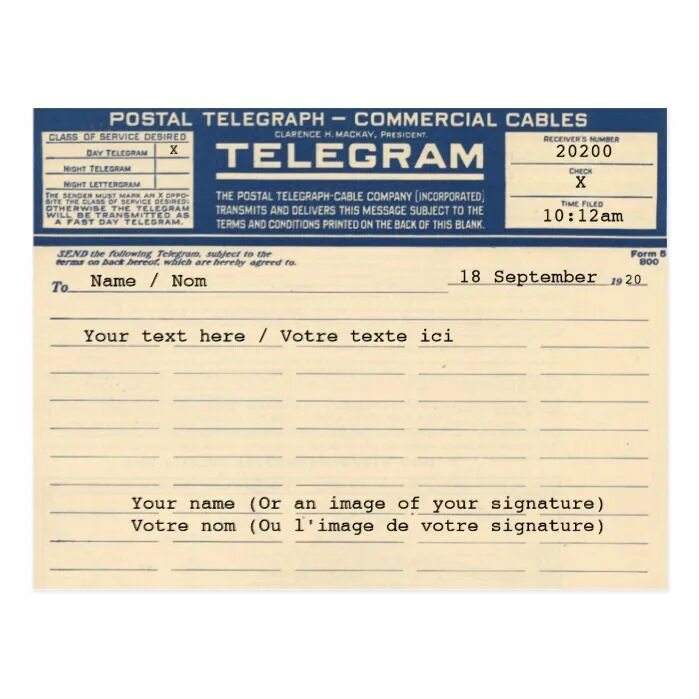 POSTAL TELEGRAPH – COMMERCIAL CABLES
CLARENCE H. MACKAY, PRESIDENT.
TELEGRAM
CLASS OF SERVICE DESIRED
DAY TELEGRAM X
NIGHT TELEGRAM
NIGHT LETTERGRAM
THE SENDER MUST MARK AN X OPPO-
SITE THE CLASS OF SERVICE DESIRED;
OTHERWISE THE TELEGRAM
WILL BE TRANSMITTED AS
A FAST DAY TELEGRAM.
THE POSTAL TELEGRAPH-CABLE COMPANY (INCORPORATED)
TRANSMITS AND DELIVERS THIS MESSAGE SUBJECT TO THE
TERMS AND CONDITIONS PRINTED ON THE BACK OF THIS BLANK.
RECEIVER'S NUMBER
20200
CHECK
X
TIME FILED
10:12am
SEND the following Telegram, subject to the
terms on back hereof, which are hereby agreed to.
Form 5
800
To Name / Nom
18 September 1920
Your text here / Votre texte ici
Your name (Or an image of your signature)
Votre nom (Ou l'image de votre signature)